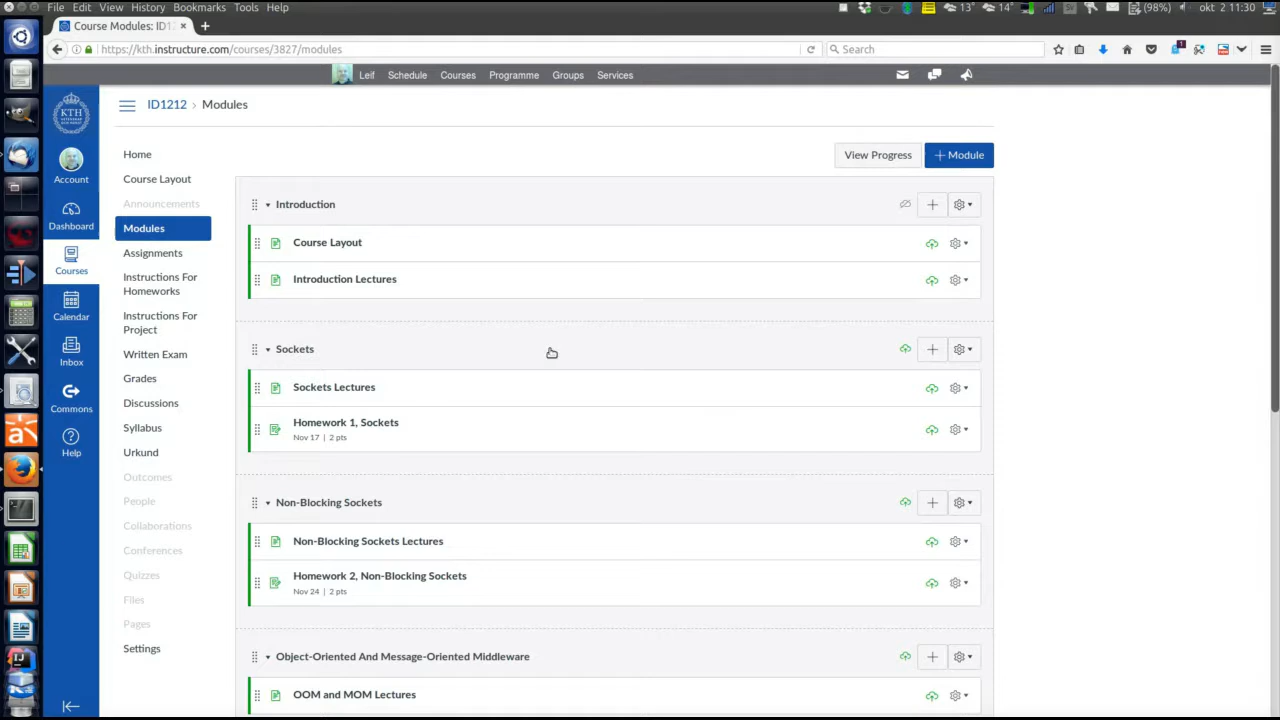 File Edit View History Bookmarks Tools Help
13° 14° (98%) okt 2 11:30
Course Modules: ID12
https://kth.instructure.com/courses/3827/modules
Search
Leif Schedule Courses Programme Groups Services
KTH
ID1212 > Modules
Account
Dashboard
Courses
Calendar
Inbox
Commons
Help
Home
Course Layout
Announcements
Modules
Assignments
Instructions For
Homeworks
Instructions For
Project
Written Exam
Grades
Discussions
Syllabus
Urkund
Outcomes
People
Collaborations
Conferences
Quizzes
Files
Pages
Settings
View Progress + Module
Introduction
Course Layout
Introduction Lectures
Sockets
Sockets Lectures
Homework 1, Sockets
Nov 17 | 2 pts
Non-Blocking Sockets
Non-Blocking Sockets Lectures
Homework 2, Non-Blocking Sockets
Nov 24 | 2 pts
Object-Oriented And Message-Oriented Middleware
OOM and MOM Lectures